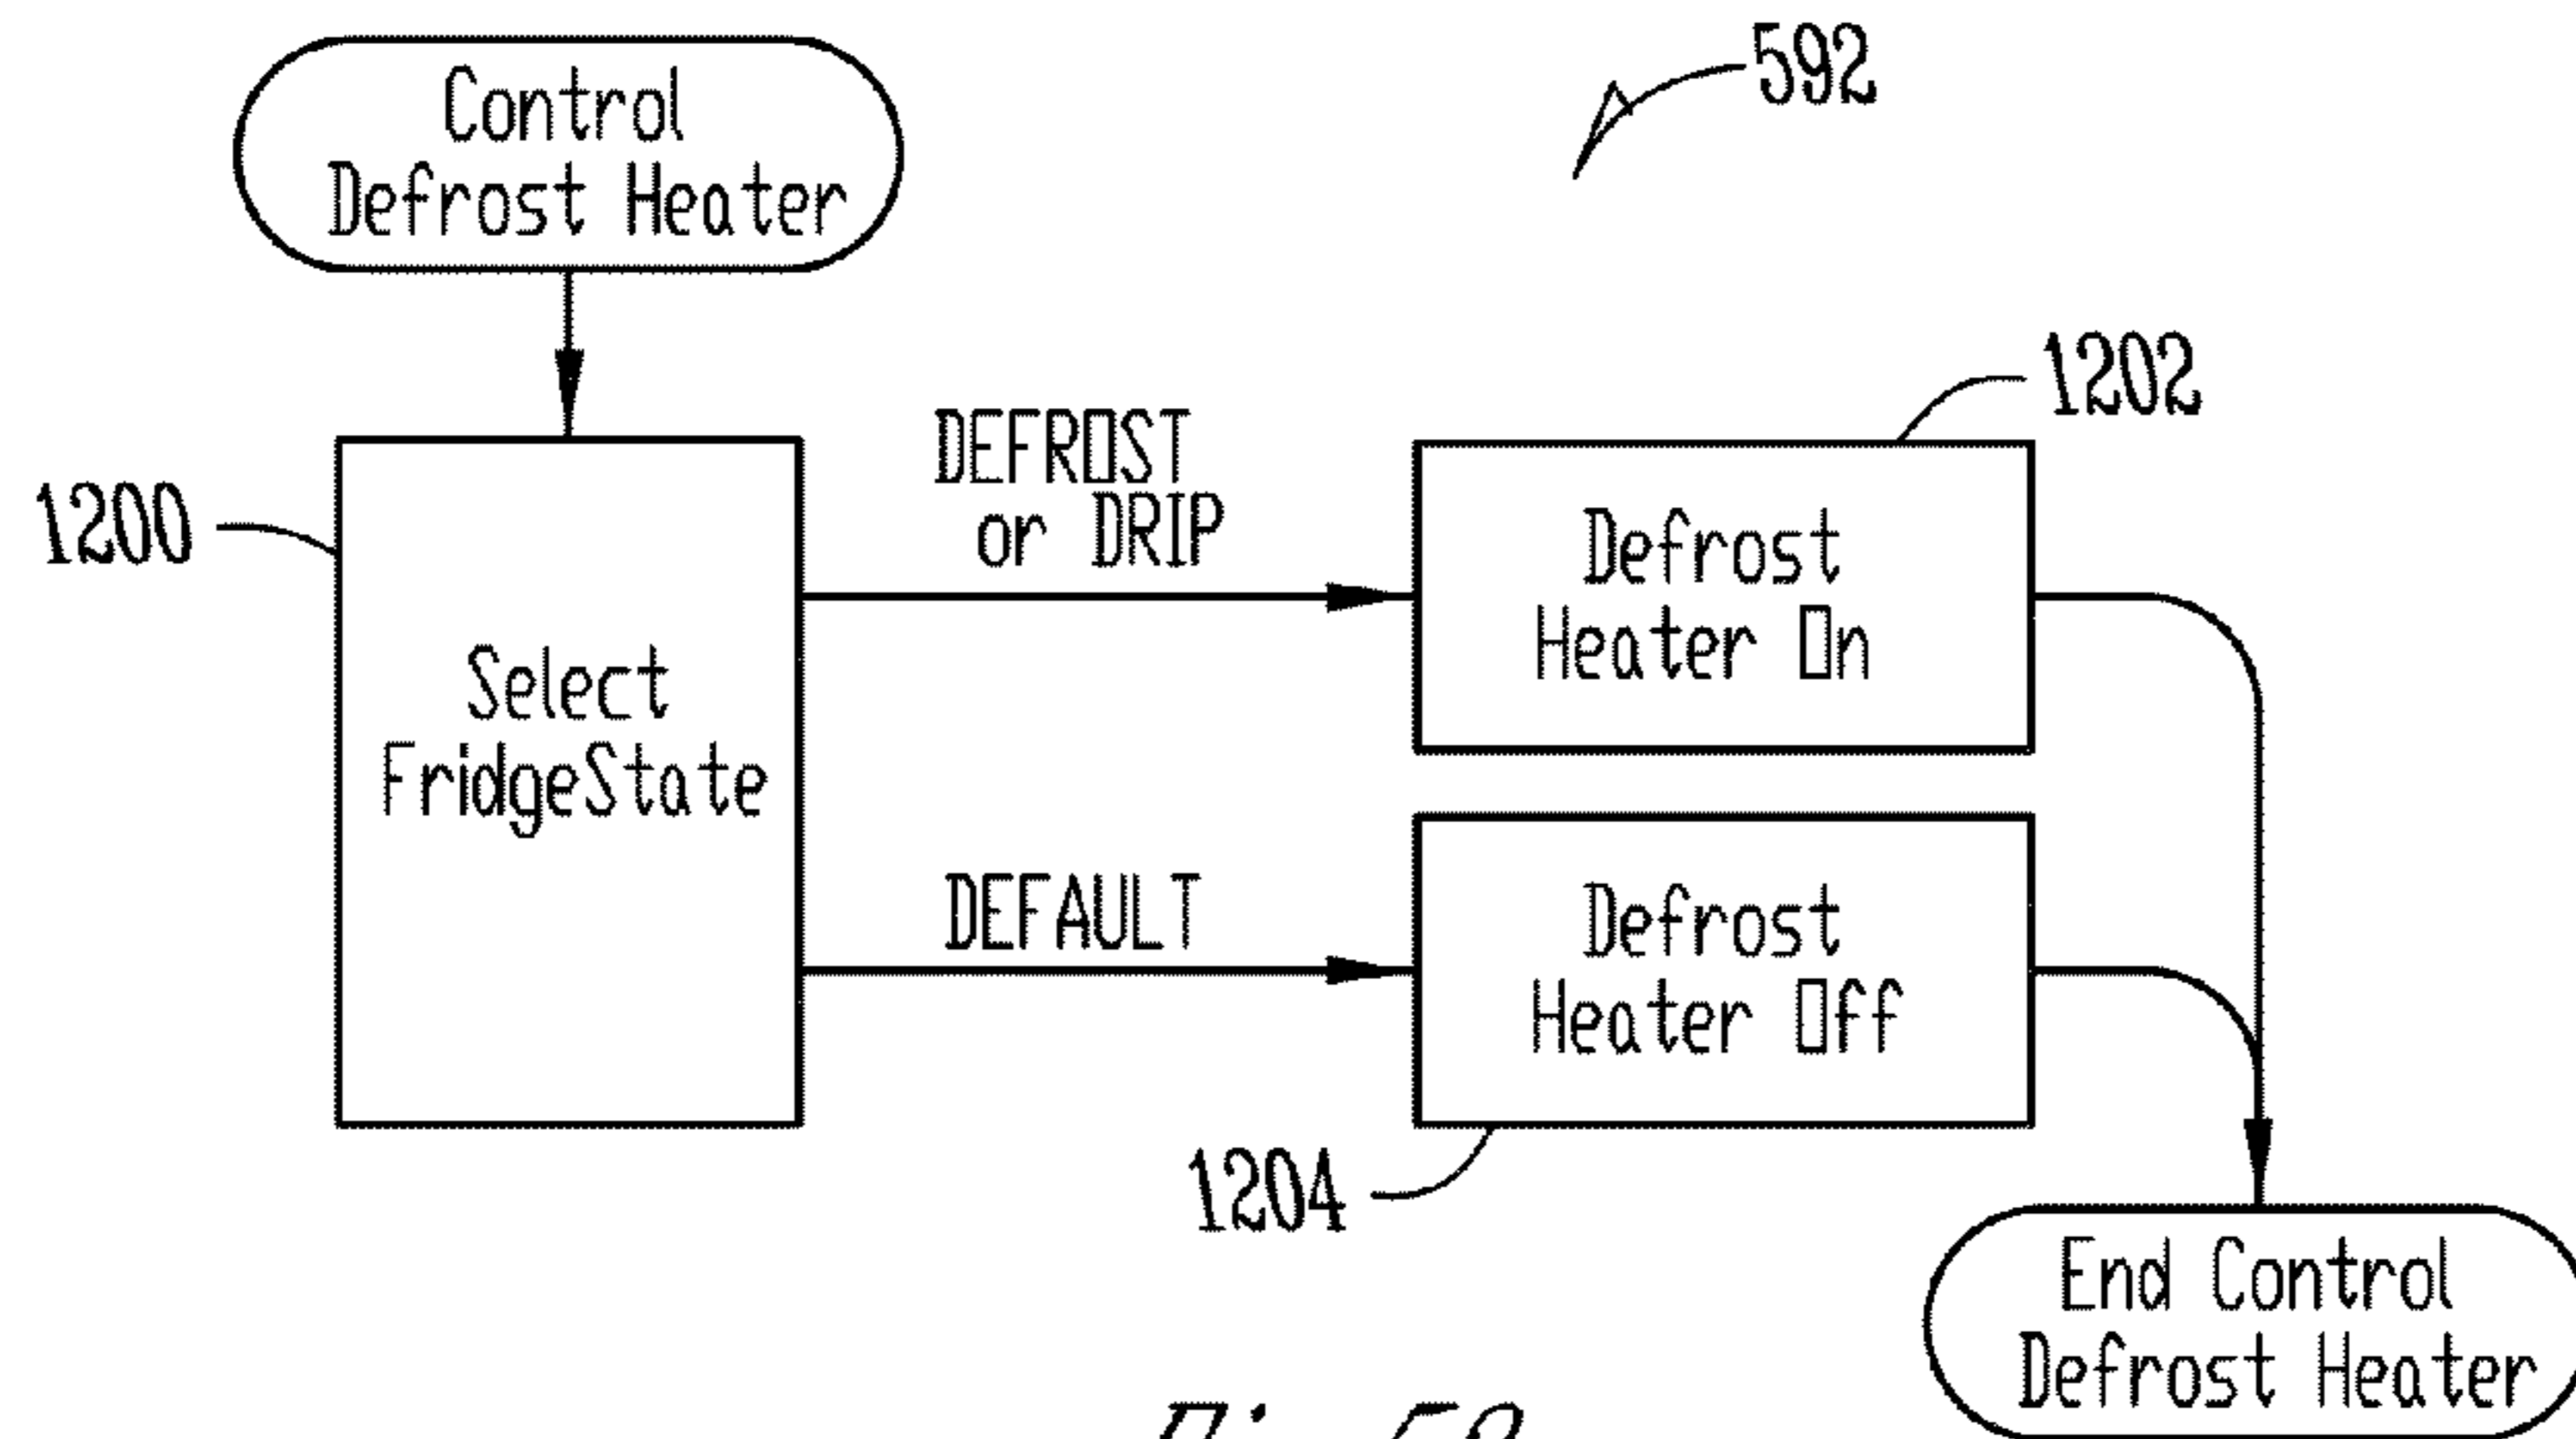 Control
Defrost Heater
592
1200
Select
FridgeState
DEFROST
or DRIP
1202
Defrost
Heater On
DEFAULT
Defrost
Heater Off
1204
End Control
Defrost Heater